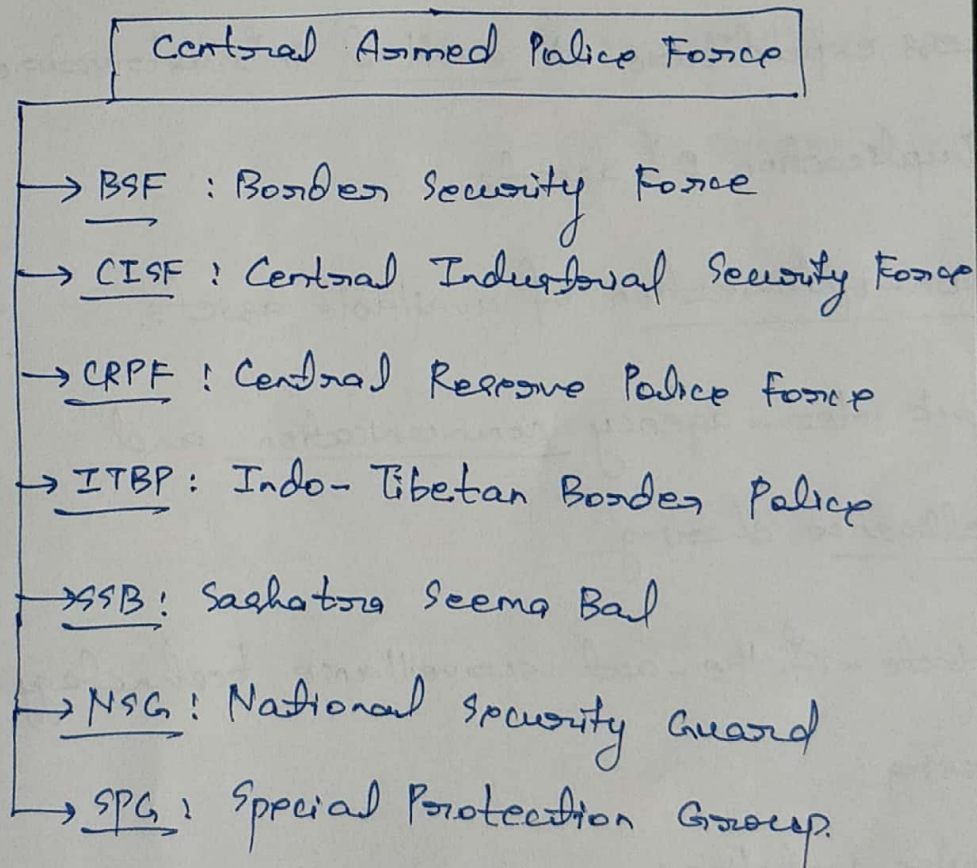 Central Armed Police Force
BSF : Border Security Force
CISF : Central Industrial Security Force
CRPF : Central Reserve Police Force
ITBP : Indo-Tibetan Border Police
SSB : Sashatra Seema Bal
NSG : National Security Guard
SPG : Special Protection Group.